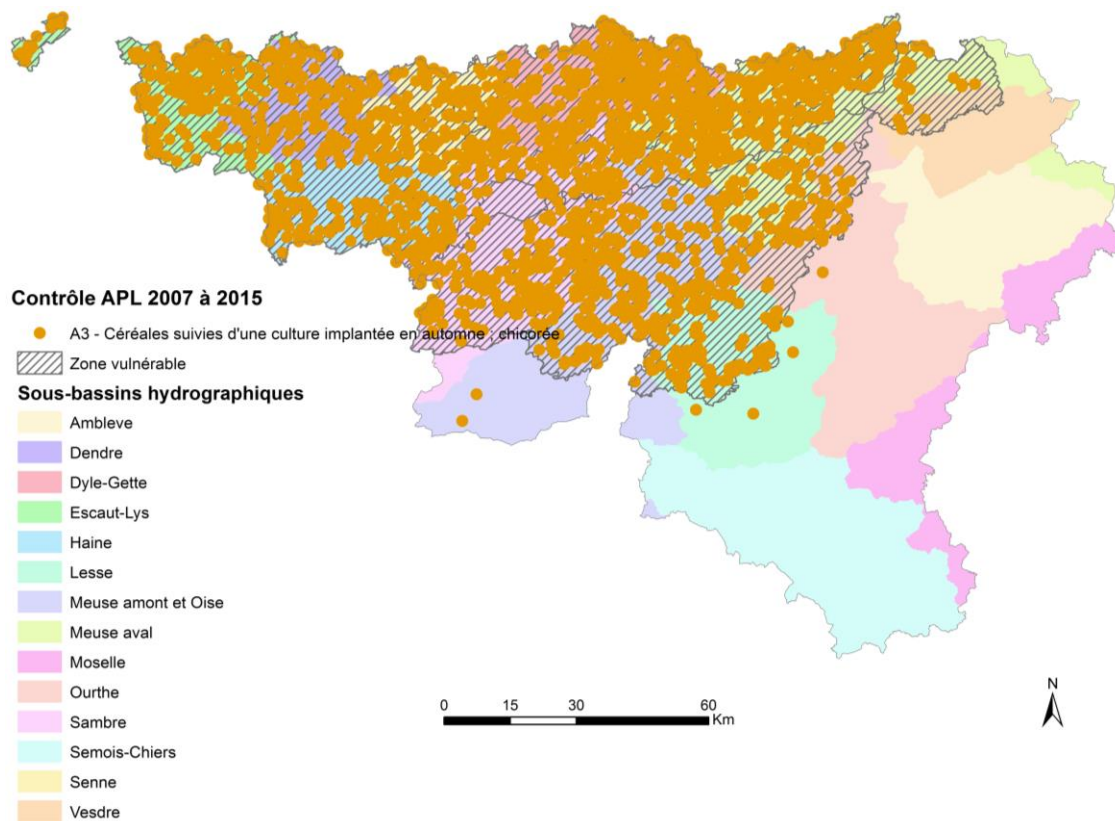 Contrôle APL 2007 à 2015
A3 - Céréales suivies d'une culture implantée en automne ; chicorée
Zone vulnérable
Sous-bassins hydrographiques
Ambleve
Dendre
Dyle-Gette
Escaut-Lys
Haine
Lesse
Meuse amont et Oise
Meuse aval
Moselle
Ourthe
Sambre
Semois-Chiers
Senne
Vesdre
0 15 30 60
Km
N